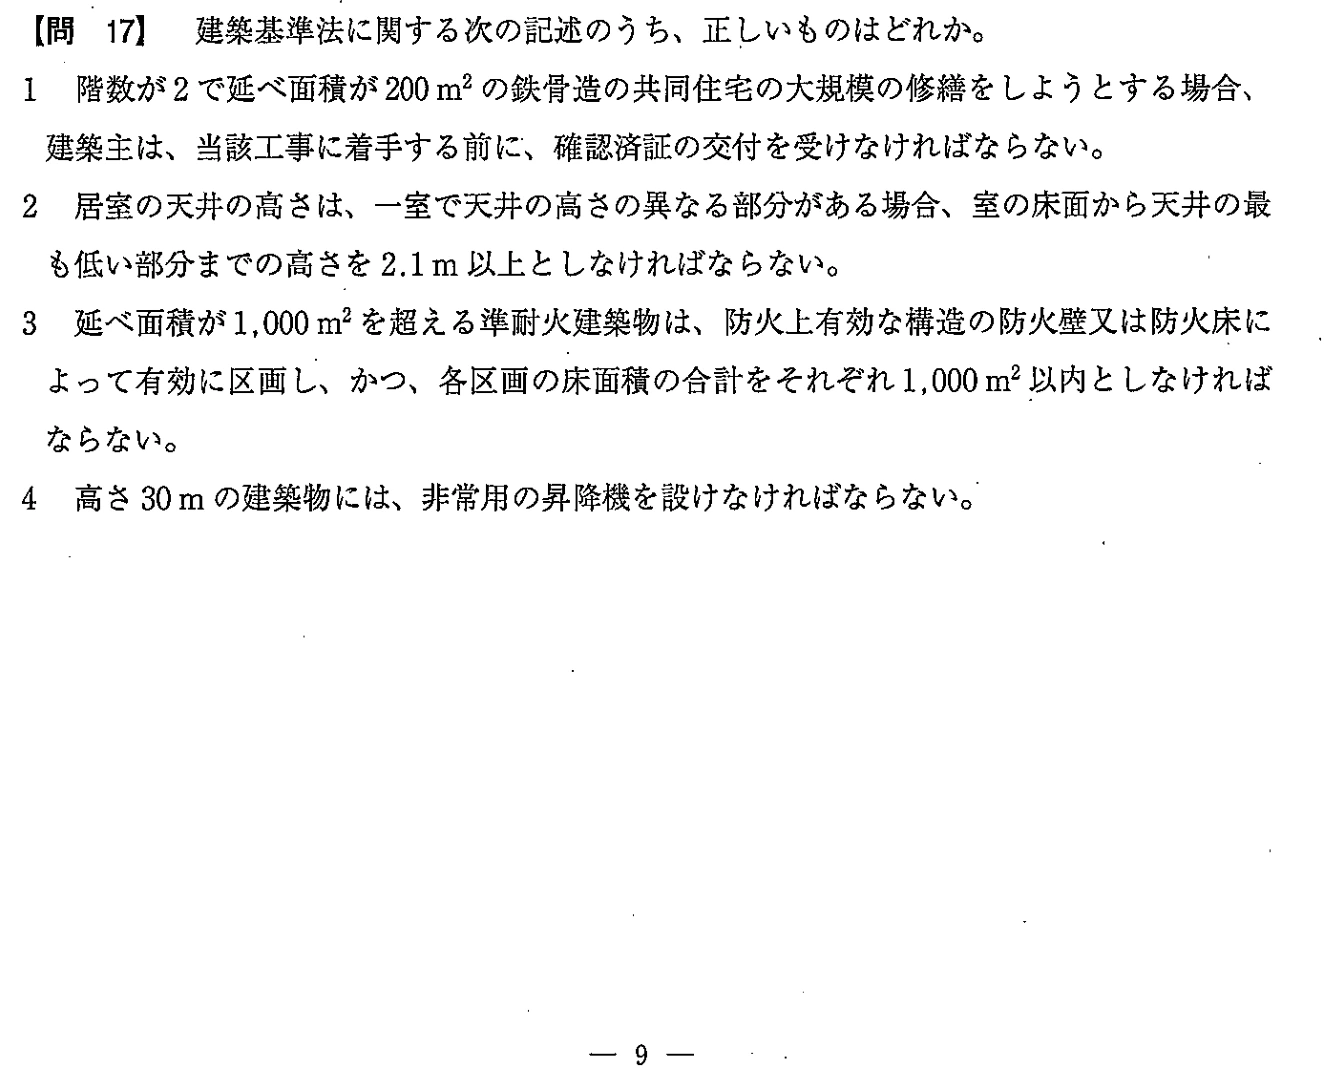 【問　17】　建築基準法に関する次の記述のうち、正しいものはどれか。
1　階数が2で延べ面積が200 m²の鉄骨造の共同住宅の大規模の修繕をしようとする場合、
建築主は、当該工事に着手する前に、確認済証の交付を受けなければならない。
2　居室の天井の高さは、一室で天井の高さの異なる部分がある場合、室の床面から天井の最
も低い部分までの高さを2.1 m以上としなければならない。
3　延べ面積が1,000 m²を超える準耐火建築物は、防火上有効な構造の防火壁又は防火床に
よって有効に区画し、かつ、各区画の床面積の合計をそれぞれ1,000 m²以内としなければ
ならない。
4　高さ30 mの建築物には、非常用の昇降機を設けなければならない。
— 9 —